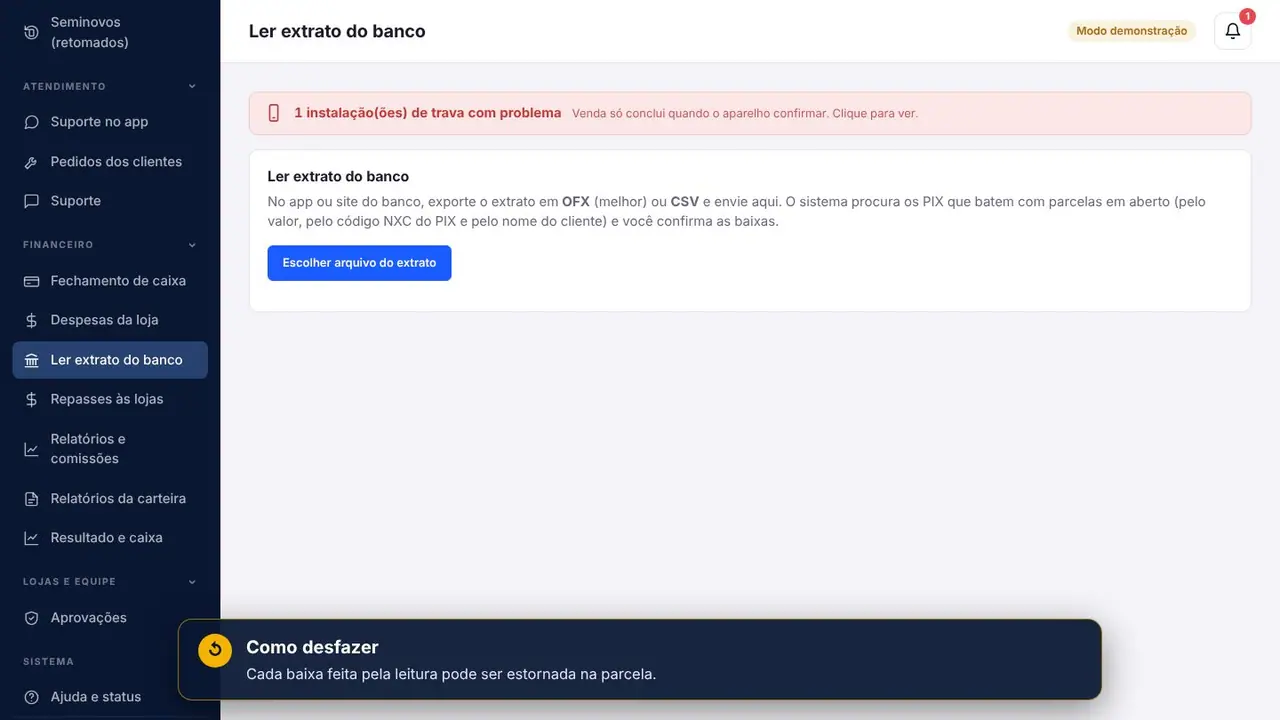 Seminovos
(retomados)
ATENDIMENTO
Suporte no app
Pedidos dos clientes
Suporte
FINANCEIRO
Fechamento de caixa
Despesas da loja
Ler extrato do banco
Repasses às lojas
Relatórios e
comissões
Relatórios da carteira
Resultado e caixa
LOJAS E EQUIPE
Aprovações
SISTEMA
Ajuda e status
Ler extrato do banco
Modo demonstração
1
1 instalação(ões) de trava com problema Venda só conclui quando o aparelho confirmar. Clique para ver.
Ler extrato do banco
No app ou site do banco, exporte o extrato em OFX (melhor) ou CSV e envie aqui. O sistema procura os PIX que batem com parcelas em aberto (pelo
valor, pelo código NXC do PIX e pelo nome do cliente) e você confirma as baixas.
Escolher arquivo do extrato
Como desfazer
Cada baixa feita pela leitura pode ser estornada na parcela.